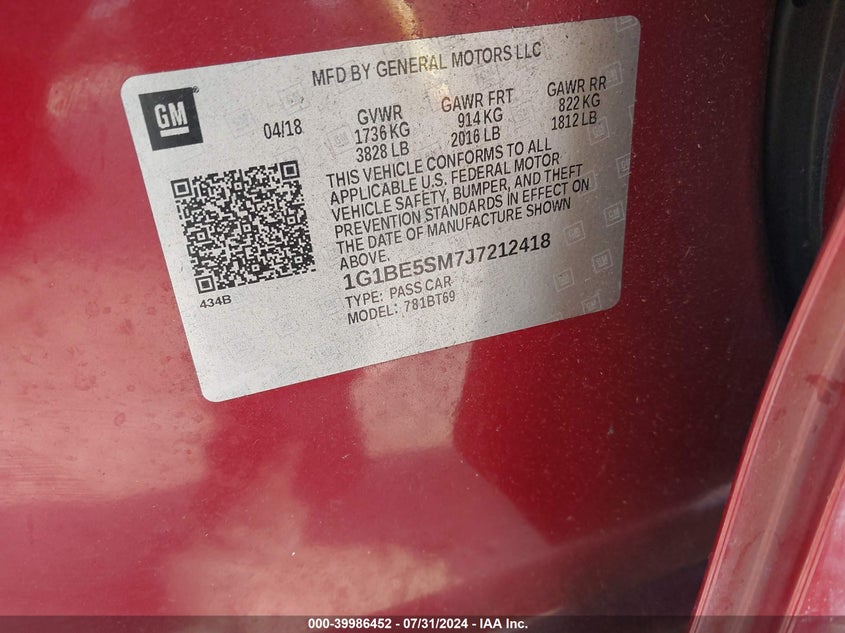 MFD BY GENERAL MOTORS LLC
GM
04/18
GVWR
1736 KG
3828 LB
GAWR FRT
914 KG
2016 LB
GAWR RR
822 KG
1812 LB
THIS VEHICLE CONFORMS TO ALL
APPLICABLE U.S. FEDERAL MOTOR
VEHICLE SAFETY, BUMPER, AND THEFT
PREVENTION STANDARDS IN EFFECT ON
THE DATE OF MANUFACTURE SHOWN
ABOVE.
1G1BE5SM7J7212418
TYPE: PASS CAR
MODEL: 781BT69
434B
000-39986452 / 07/31/2024 - IAA Inc.